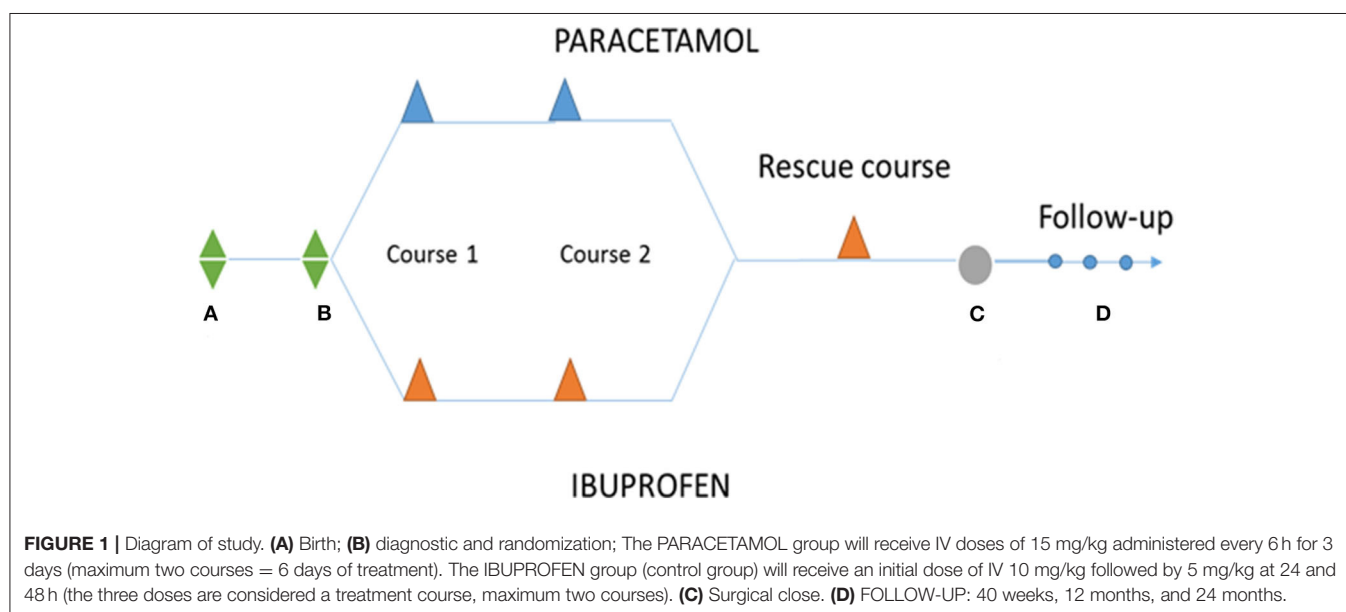 PARACETAMOL
Rescue course
Follow-up
Course 1 Course 2
A B C D
IBUPROFEN
FIGURE 1 | Diagram of study. (A) Birth; (B) diagnostic and randomization; The PARACETAMOL group will receive IV doses of 15 mg/kg administered every 6 h for 3
days (maximum two courses = 6 days of treatment). The IBUPROFEN group (control group) will receive an initial dose of IV 10 mg/kg followed by 5 mg/kg at 24 and
48 h (the three doses are considered a treatment course, maximum two courses). (C) Surgical close. (D) FOLLOW-UP: 40 weeks, 12 months, and 24 months.